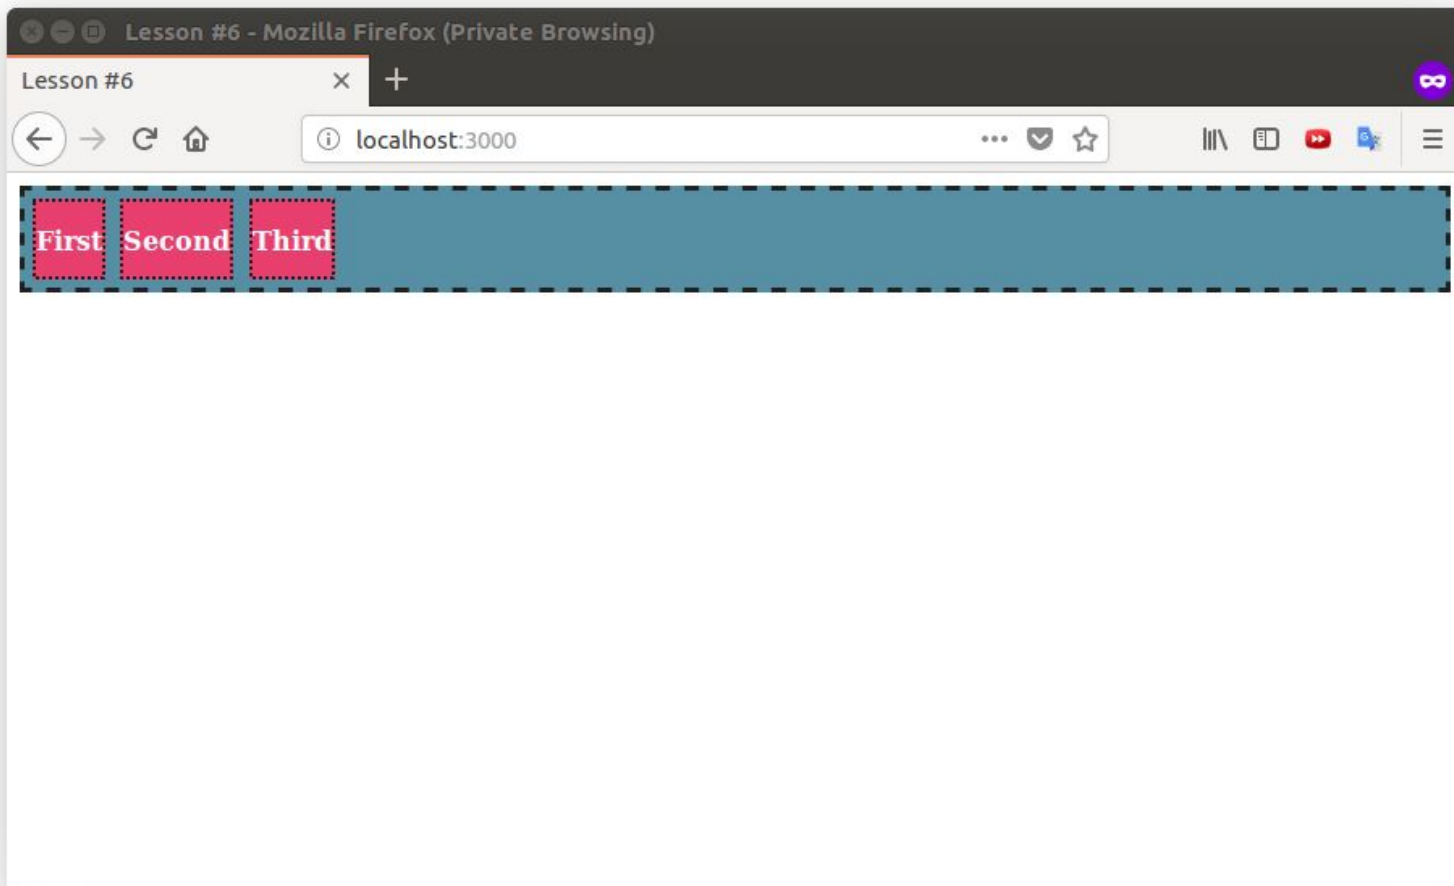 Lesson #6 - Mozilla Firefox (Private Browsing)
Lesson #6
localhost:3000
First Second Third